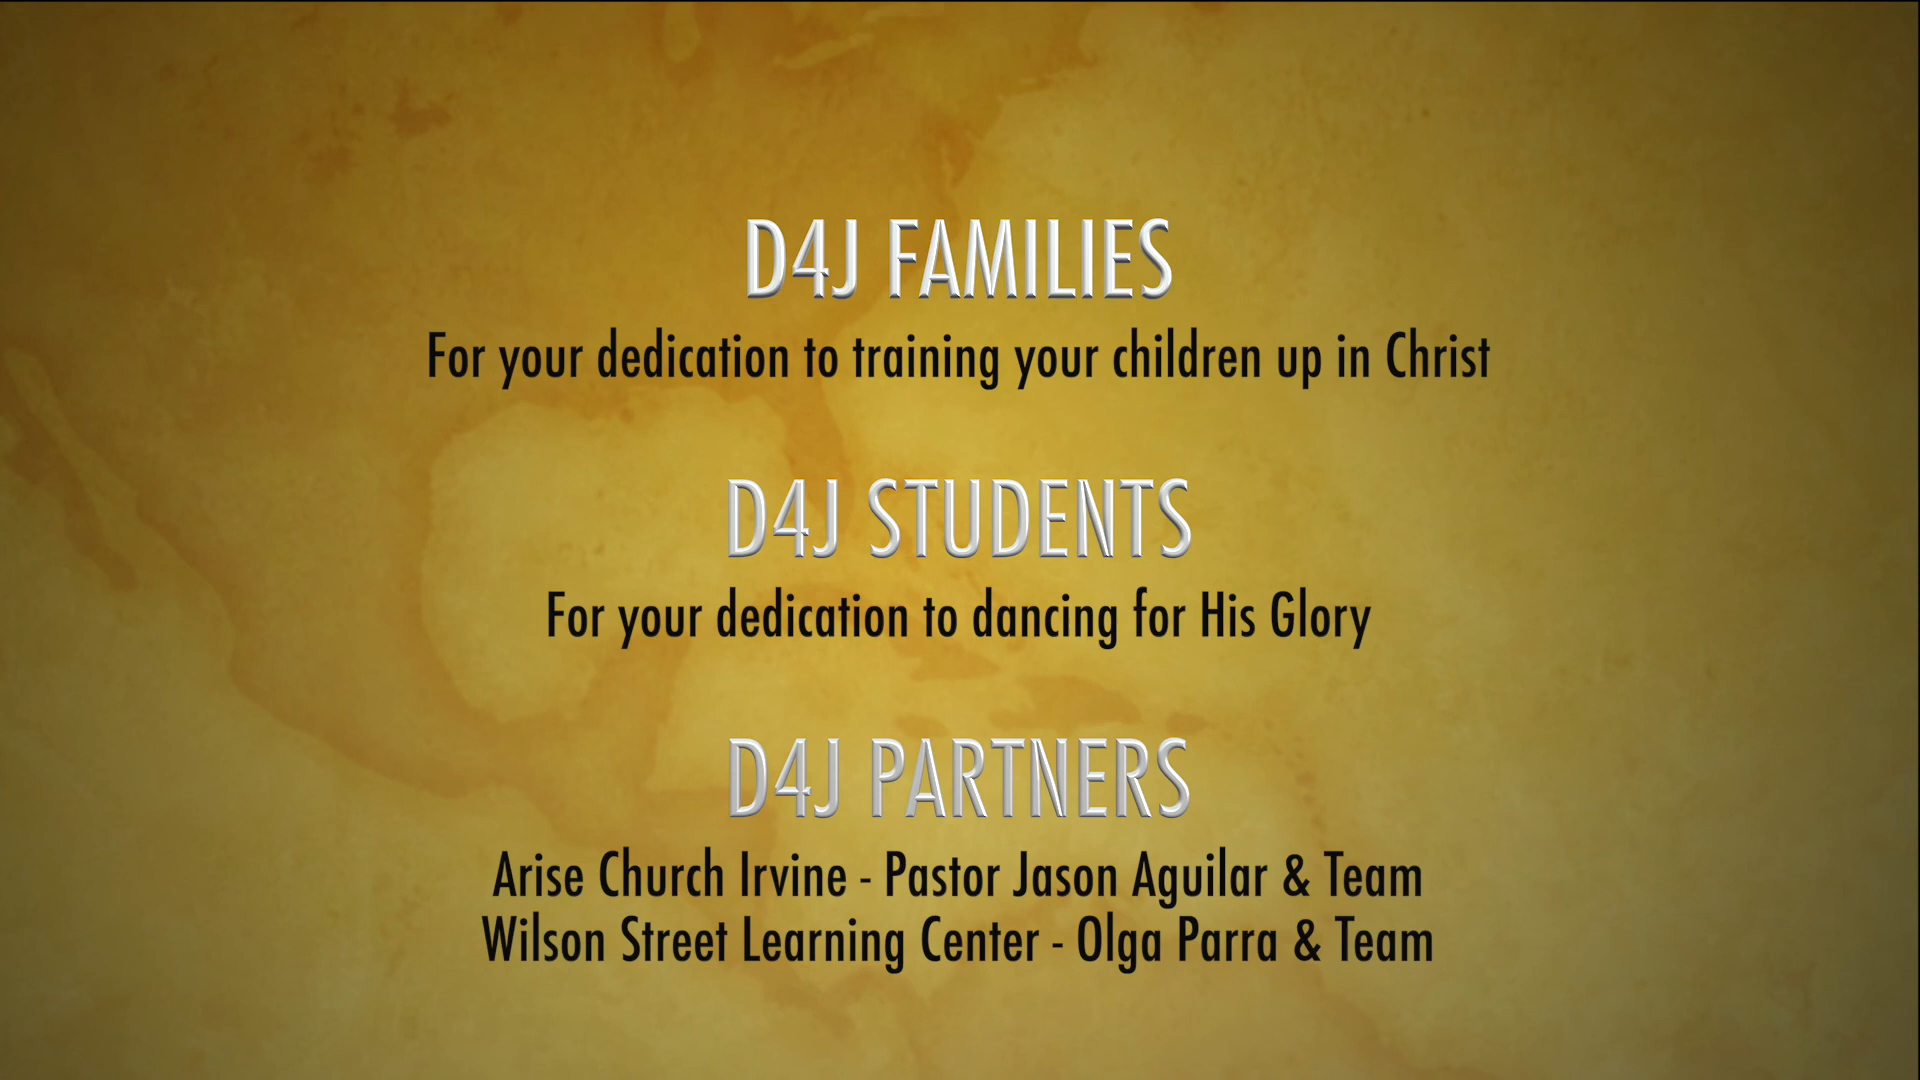 D4J FAMILIES
For your dedication to training your children up in Christ
D4J STUDENTS
For your dedication to dancing for His Glory
D4J PARTNERS
Arise Church Irvine - Pastor Jason Aguilar & Team
Wilson Street Learning Center - Olga Parra & Team